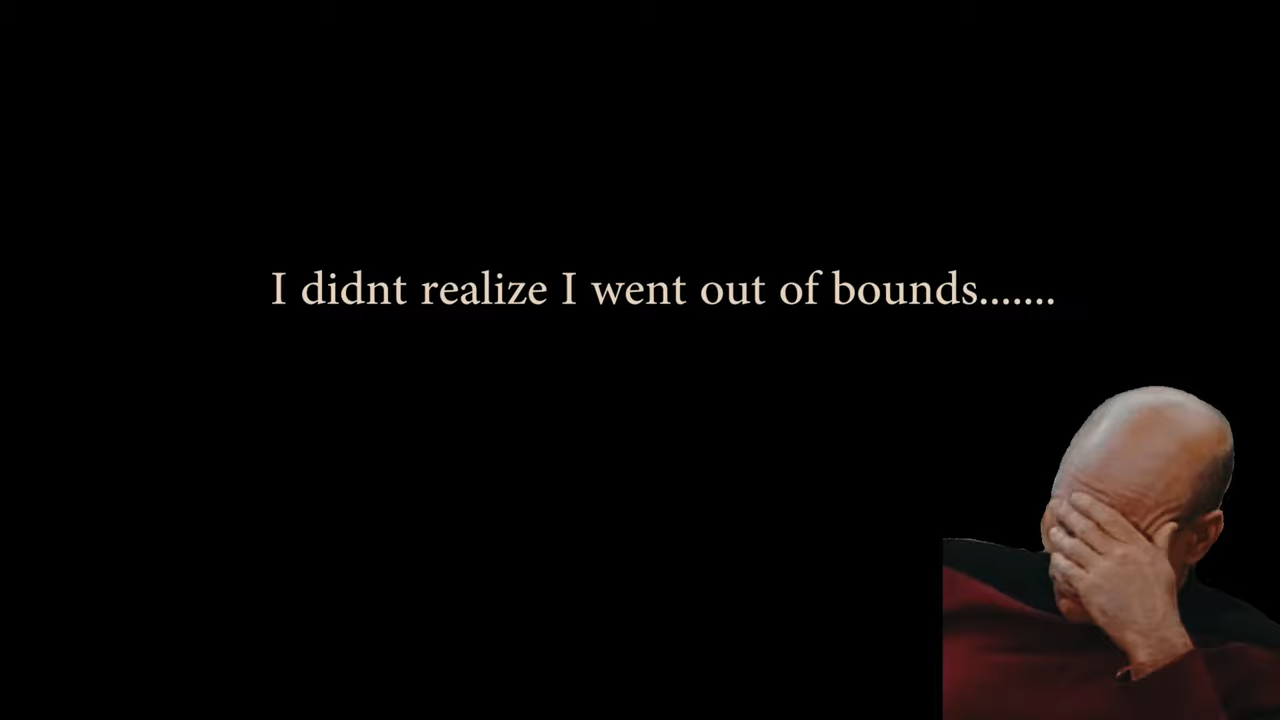 I didnt realize I went out of bounds.......